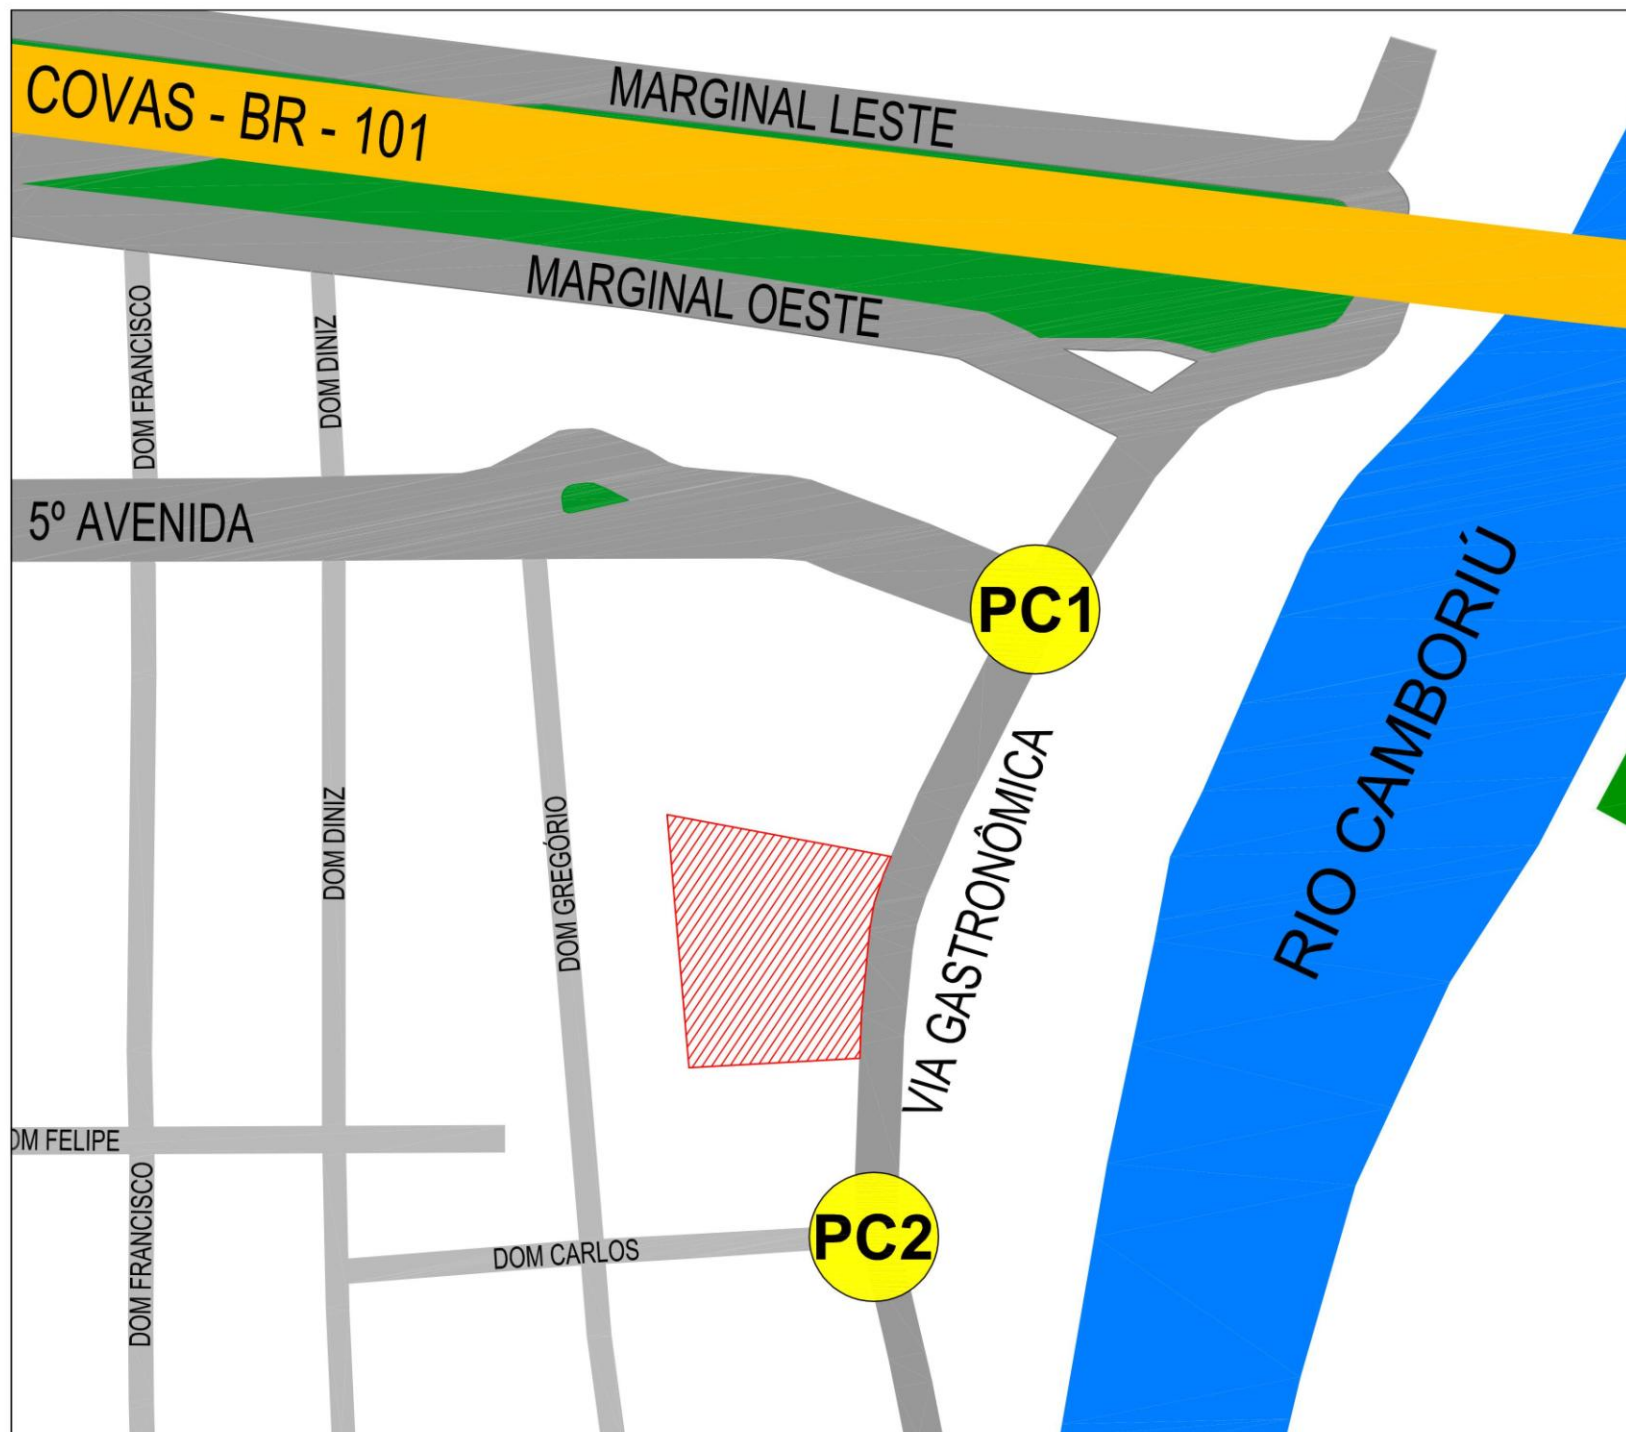 MARGINAL LESTE
COVAS - BR - 101
MARGINAL OESTE
DOM FRANCISCO
DOM DINIZ
5º AVENIDA
PC1
RIO CAMBORIÚ
VIA GASTRONÔMICA
DOM DINIZ
DOM GREGÓRIO
OM FELIPE
DOM FRANCISCO
DOM CARLOS
PC2